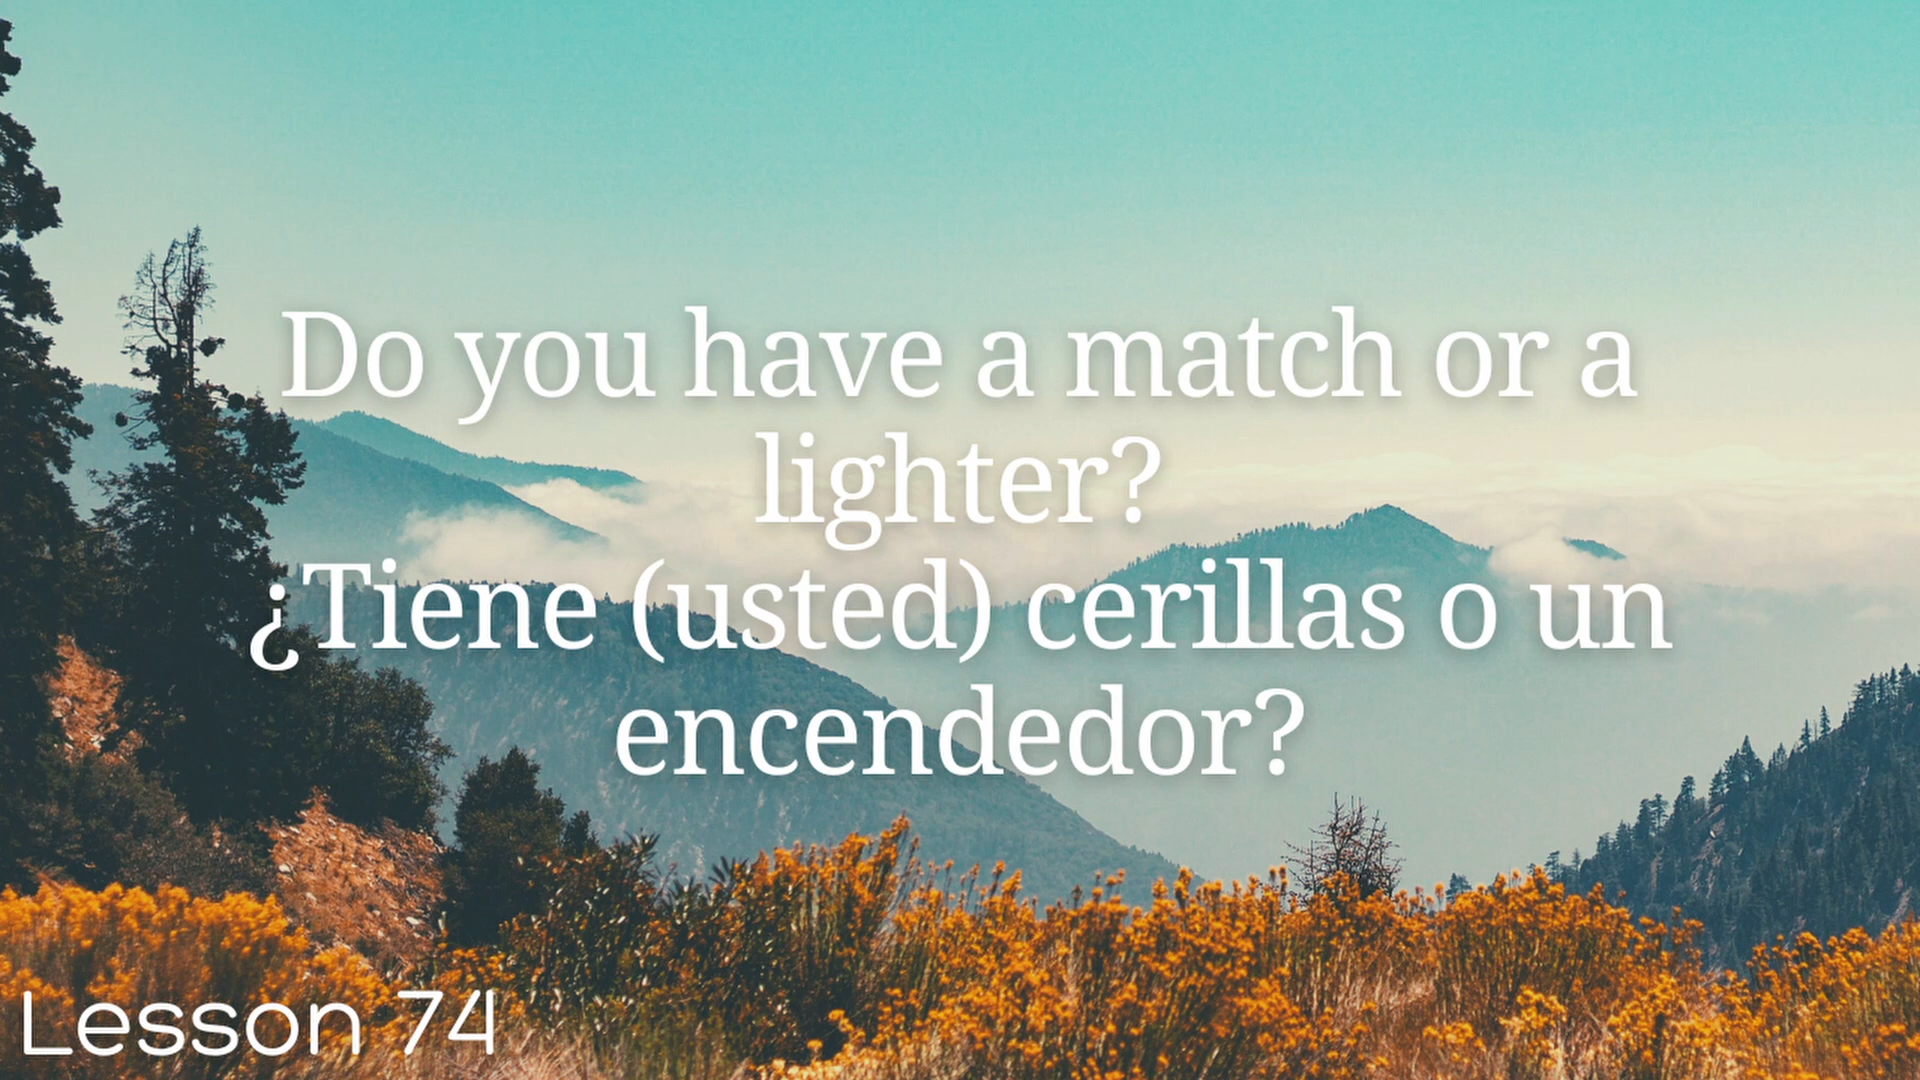 Do you have a match or a
lighter?
¿Tiene (usted) cerillas o un
encendedor?
Lesson 74